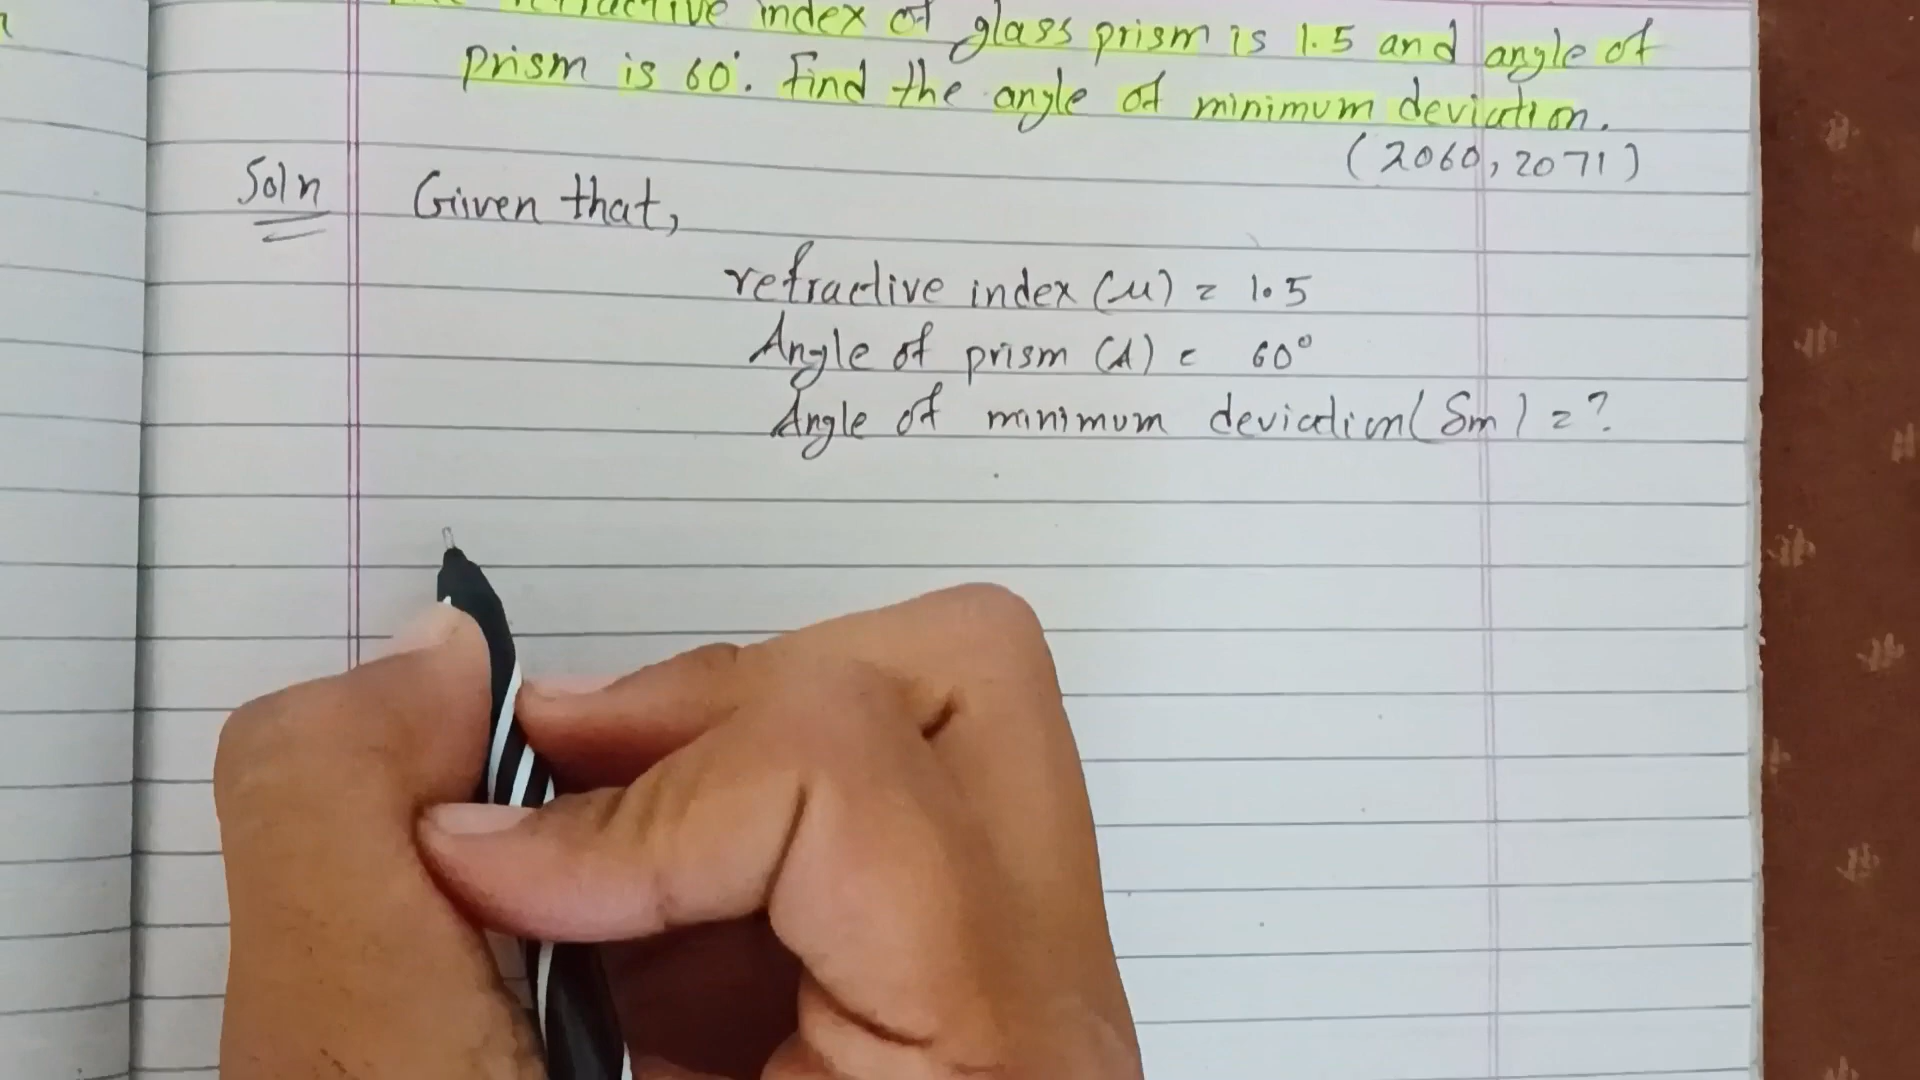 refractive index of glass prism is 1.5 and angle of
prism is 60°. Find the angle of minimum deviation.
(2060, 2071)
Soln Given that,
refractive index (μ) = 1.5
Angle of prism (A) = 60°
Angle of minimum deviation (δm) = ?